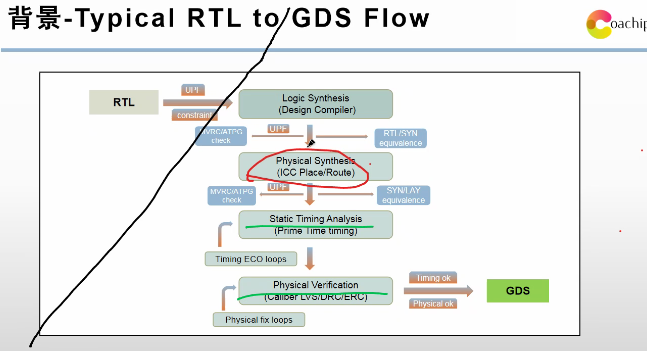 背景-Typical RTL to GDS Flow
Coachip
RTL
UPF
constraint
Logic Synthesis
(Design Compiler)
MVRC/ATPG
check
UPF
RTL/SYN
equivalence
Physical Synthesis
(ICC Place/Route)
MVRC/ATPG
check
UPF
SYN/LAY
equivalence
Static Timing Analysis
(Prime Time timing)
Timing ECO loops
Physical Verification
(Caliber LVS/DRC/ERC)
Timing ok
Physical ok
GDS
Physical fix loops